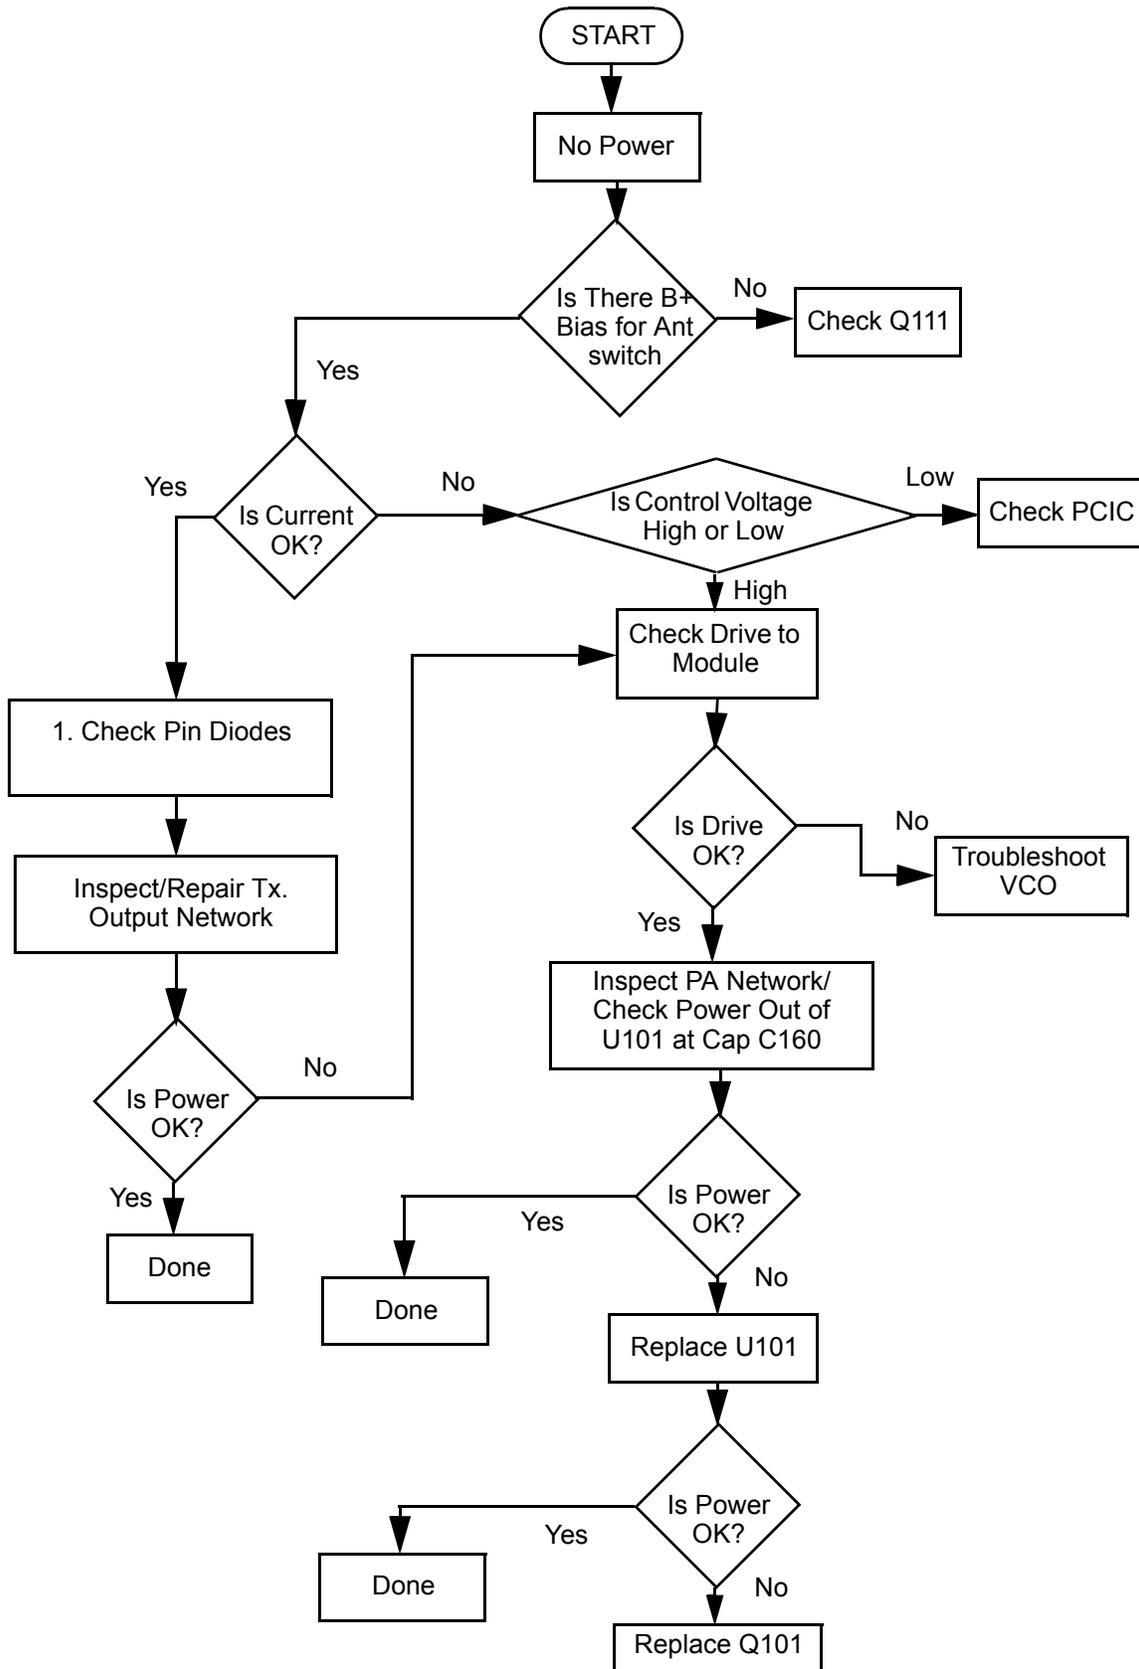 START
No Power
Is There B+
Bias for Ant
switch
No
Check Q111
Yes
Yes
Is Current
OK?
No
Is Control Voltage
High or Low
Low
Check PCIC
High
Check Drive to
Module
1. Check Pin Diodes
Is Drive
OK?
No
Troubleshoot
VCO
Inspect/Repair Tx.
Output Network
Yes
Inspect PA Network/
Check Power Out of
U101 at Cap C160
No
Is Power
OK?
Yes
Done
Is Power
OK?
Yes
Done
No
Replace U101
Is Power
OK?
Yes
Done
No
Replace Q101